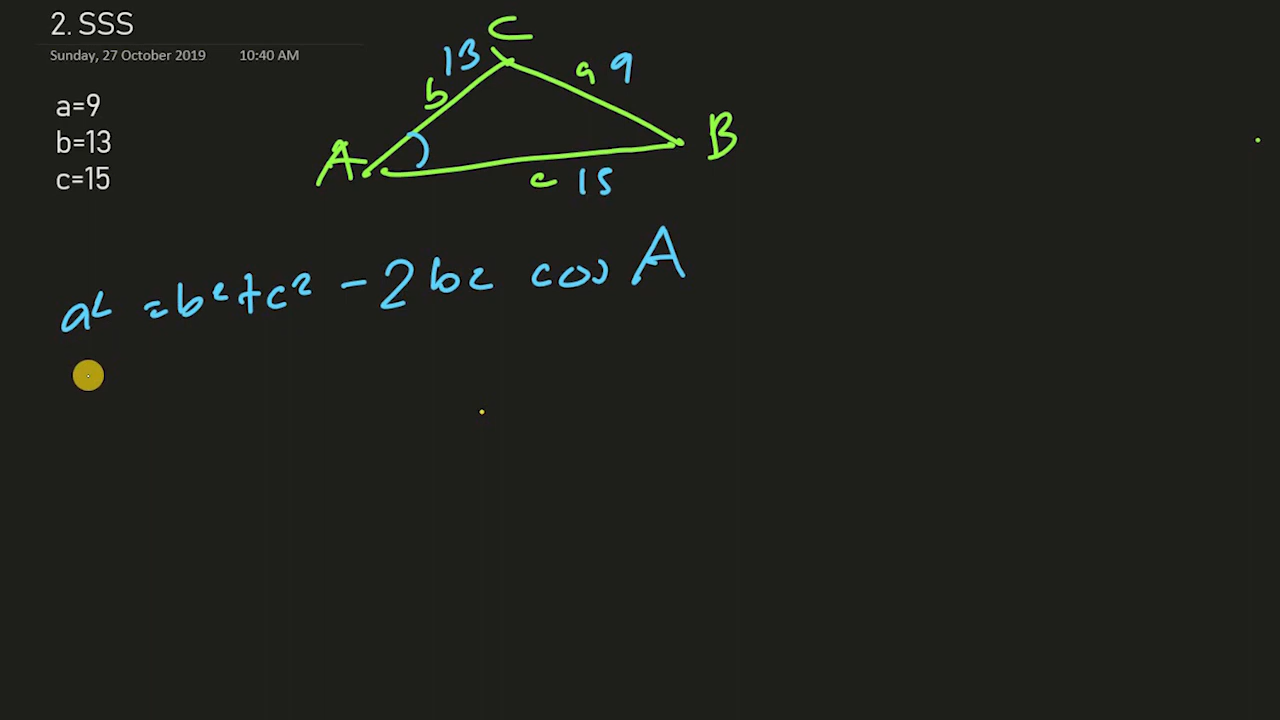 2. SSS
Sunday, 27 October 2019 10:40 AM
a=9
b=13
c=15
C
13
b
a 9
A
B
c 15
a² = b² + c² - 2bc cos A